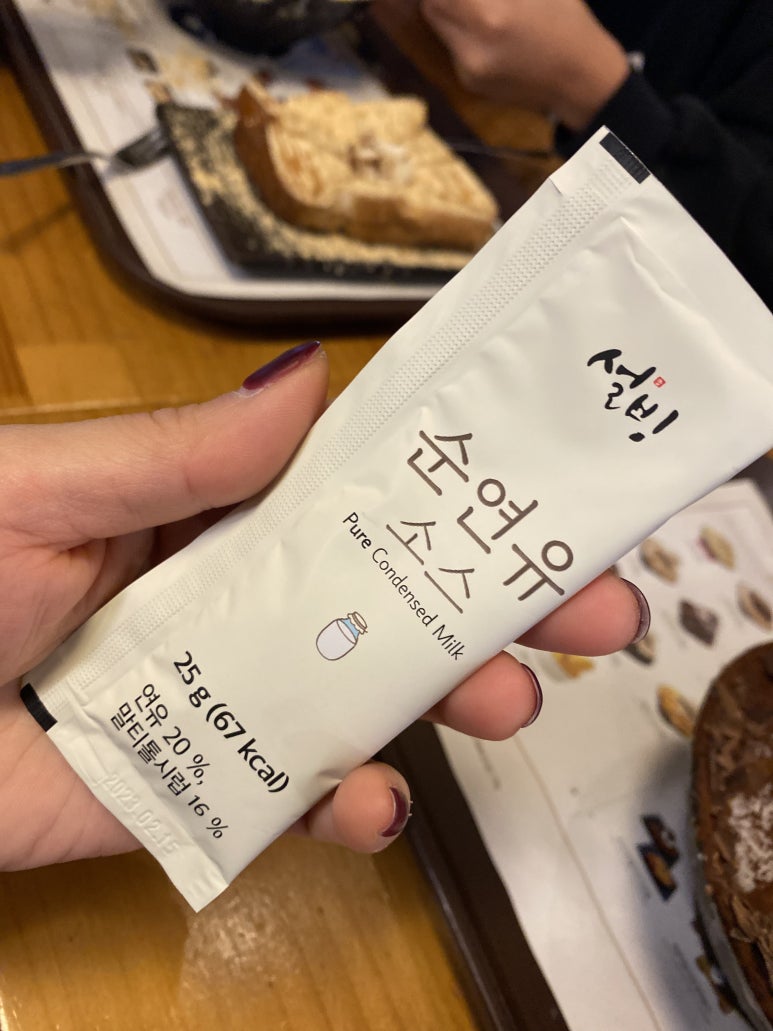 설빙
순연유
소스
Pure Condensed Milk
25 g (67 kcal)
연유 20 %,
말티톨시럽 16 %
2023.02.15